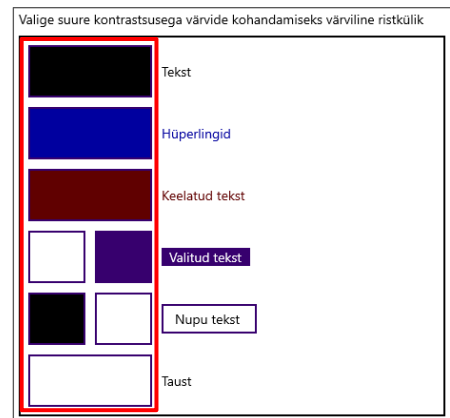 Valige suure kontrastsusega värvide kohandamiseks värviline ristkülik
Tekst
Hüperlingid
Keelatud tekst
Valitud tekst
Nupu tekst
Taust